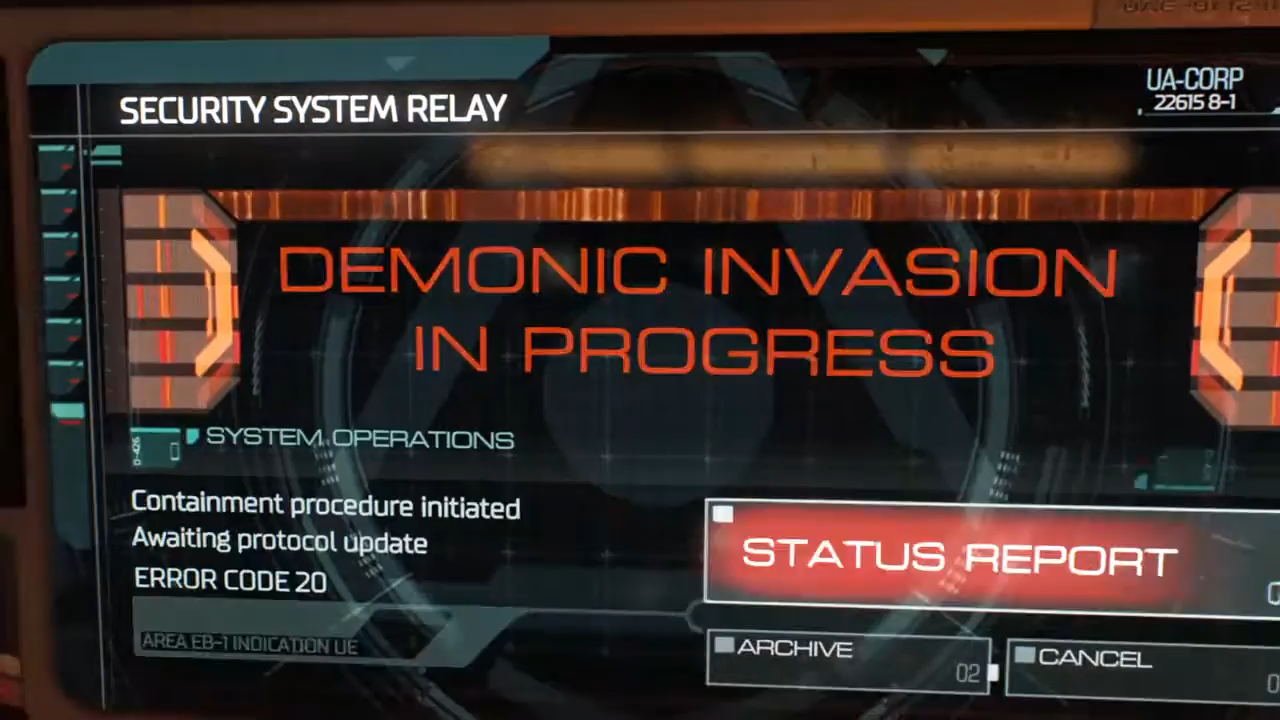 SECURITY SYSTEM RELAY
UA-CORP
22615 8-1
DEMONIC INVASION
IN PROGRESS
SYSTEM OPERATIONS
Containment procedure initiated
Awaiting protocol update
ERROR CODE 20
AREA EB-1 INDICATION UE
STATUS REPORT
ARCHIVE
02
CANCEL